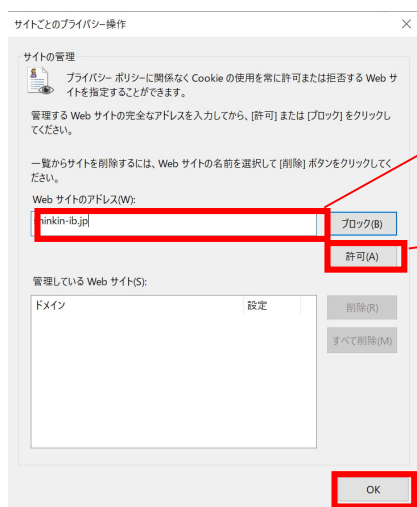 サイトごとのプライバシー操作
サイトの管理
プライバシー ポリシーに関係なく Cookie の使用を常に許可または拒否する Web サ
イトを指定することができます。
管理する Web サイトの完全なアドレスを入力してから、[許可] または [ブロック] をクリックし
てください。
一覧からサイトを削除するには、Web サイトの名前を選択して [削除] ボタンをクリックしてく
ださい。
Web サイトのアドレス(W):
shinkin-ib.jp
ブロック(B)
許可(A)
管理している Web サイト(S):
ドメイン 設定
削除(R)
すべて削除(M)
OK